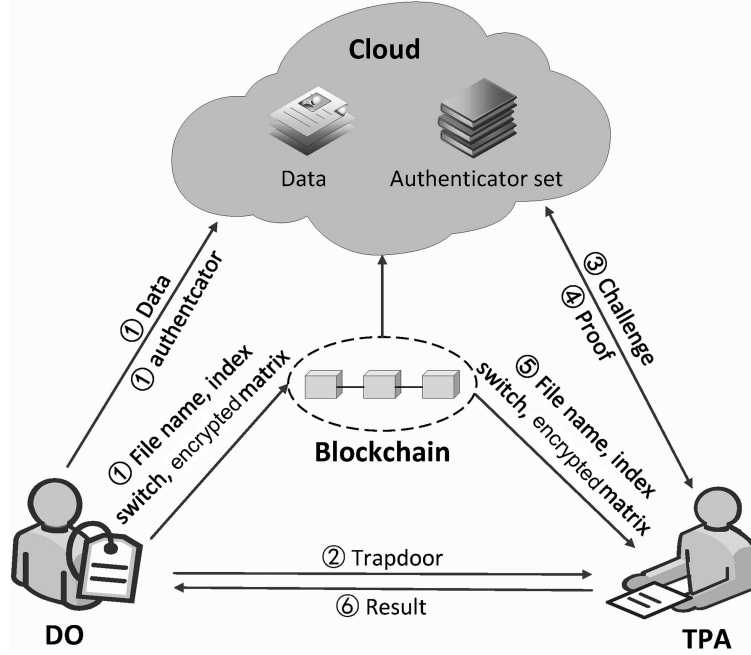 Cloud
Data
Authenticator set
① Data
① authentcator
③ Challenge
④ Proof
① File name, index
switch, encrypted matrix
⑤ File name, index
switch, encrypted matrix
Blockchain
② Trapdoor
⑥ Result
DO
TPA